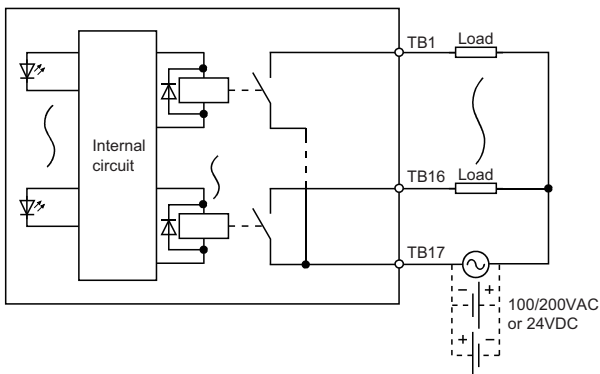 TB1
Load
Internal
circuit
TB16
Load
TB17
− +
100/200VAC
or 24VDC
+ −